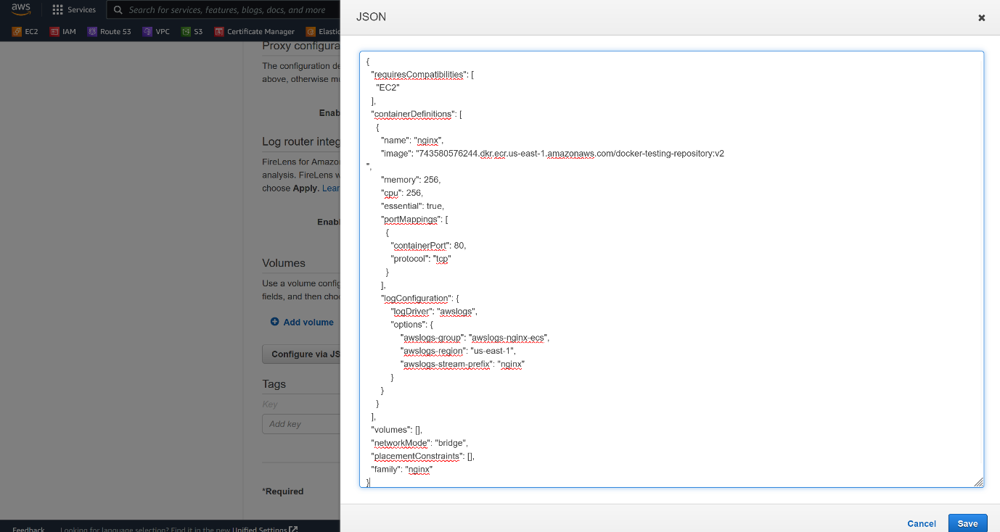 aws
Services
Search for services, features, blogs, docs, and more
EC2
IAM
Route 53
VPC
S3
Certificate Manager
Elastic
Proxy configura
The configuration de
above, otherwise mu
Enab
Log router integ
FireLens for Amazo
analysis. FireLens w
choose Apply. Lear
Enabl
Volumes
Use a volume config
fields, and then choo
Add volume
Configure via JS
Tags
Key
Add key
*Required
Feedback
Looking for language selection? Find it in the new Unified Settings
JSON
{
"requiresCompatibilities": [
"EC2"
],
"containerDefinitions": [
{
"name": "nginx",
"image": "743580576244.dkr.ecr.us-east-1.amazonaws.com/docker-testing-repository:v2
",
"memory": 256,
"cpu": 256,
"essential": true,
"portMappings": [
{
"containerPort": 80,
"protocol": "tcp"
}
],
"logConfiguration": {
"logDriver": "awslogs",
"options": {
"awslogs-group": "awslogs-nginx-ecs",
"awslogs-region": "us-east-1",
"awslogs-stream-prefix": "nginx"
}
}
}
],
"volumes": [],
"networkMode": "bridge",
"placementConstraints": [],
"family": "nginx"
}
Cancel
Save